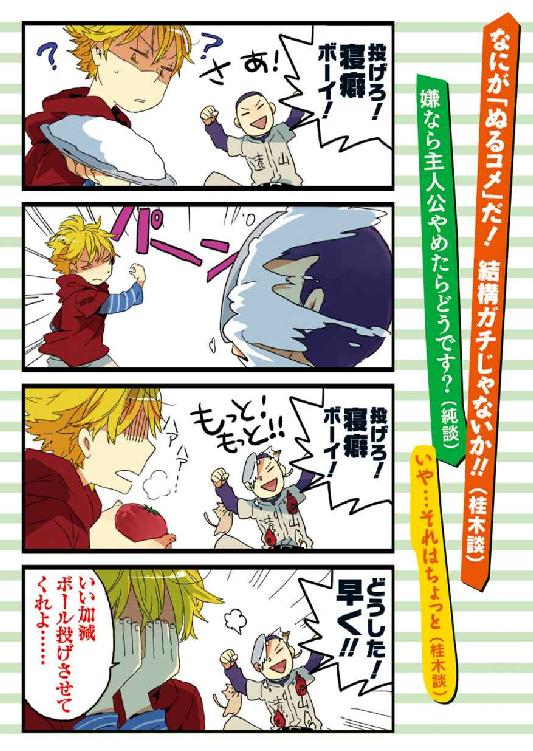 なにが「ぬるコメ」だ！ 結構ガチじゃないか!!（桂木談）
嫌なら主人公やめたらどうです？（純談）
いや…それはちょっと（桂木談）
投げろ！
寝癖
ボーイ！
さぁ！
？
？
遠山
パーン
投げろ！
寝癖
ボーイ！
もっと！
もっと!!
ハァハァ
どうした！
早く!!
いい加減
ボール投げさせて
くれよ……